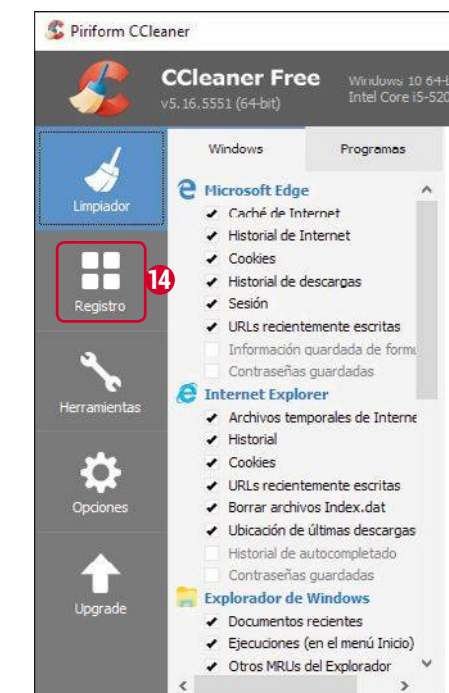 Piriform CCleaner
CCleaner Free
v5.16.5551 (64-bit)
Windows 10 64-b
Intel Core i5-520
Limpiador
Registro
14
Herramientas
Opciones
Upgrade
Windows
Programas
Microsoft Edge
Caché de Internet
Historial de Internet
Cookies
Historial de descargas
Sesión
URLs recientemente escritas
Información guardada de formu
Contraseñas guardadas
Internet Explorer
Archivos temporales de Interne
Historial
Cookies
URLs recientemente escritas
Borrar archivos Index.dat
Ubicación de últimas descargas
Historial de autocompletado
Contraseñas guardadas
Explorador de Windows
Documentos recientes
Ejecuciones (en el menú Inicio)
Otros MRUs del Explorador